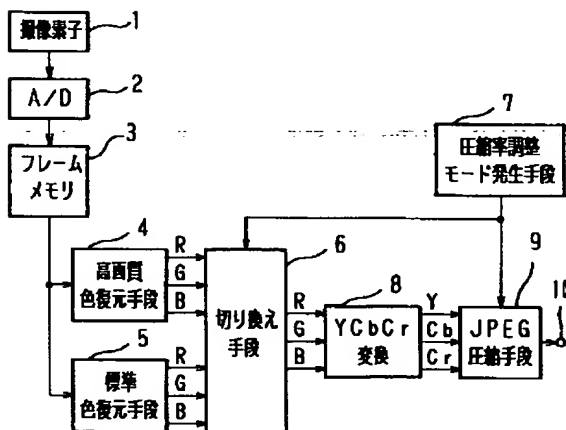 1
撮像素子
2
A/D
3
フレーム
メモリ
4
高画質
色復元手段
R
G
B
5
標準
色復元手段
R
G
B
6
切り換え
手段
R
G
B
7
圧縮率調整
モード発生手段
8
YCbCr
変換
Y
Cb
Cr
9
JPEG
圧縮手段
10